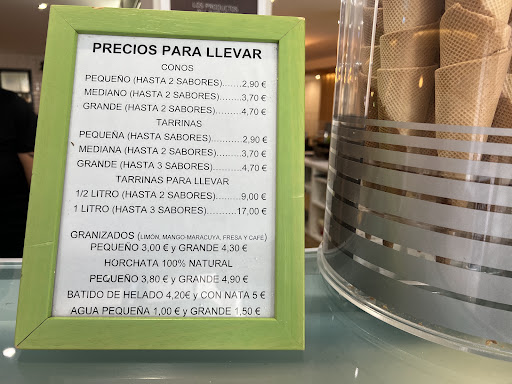 LOS PRODUCTOS
PRECIOS PARA LLEVAR
CONOS
PEQUEÑO (HASTA 2 SABORES).......2,90 €
MEDIANO (HASTA 2 SABORES).......3,70 €
GRANDE (HASTA 2 SABORES).........4,70 €
TARRINAS
PEQUEÑA (HASTA SABORES)..........2,90 €
MEDIANA (HASTA 2 SABORES).......3,70 €
GRANDE (HASTA 3 SABORES).........4,70 €
TARRINAS PARA LLEVAR
1/2 LITRO (HASTA 2 SABORES).......9,00 €
1 LITRO (HASTA 3 SABORES).........17,00 €
GRANIZADOS (LIMÓN, MANGO-MARACUYA, FRESA Y CAFÉ)
PEQUEÑO 3,00 € y GRANDE 4,30 €
HORCHATA 100% NATURAL
PEQUEÑO 3,80 € y GRANDE 4,90 €
BATIDO DE HELADO 4,20€ y CON NATA 5 €
AGUA PEQUEÑA 1,00 € y GRANDE 1,50 €